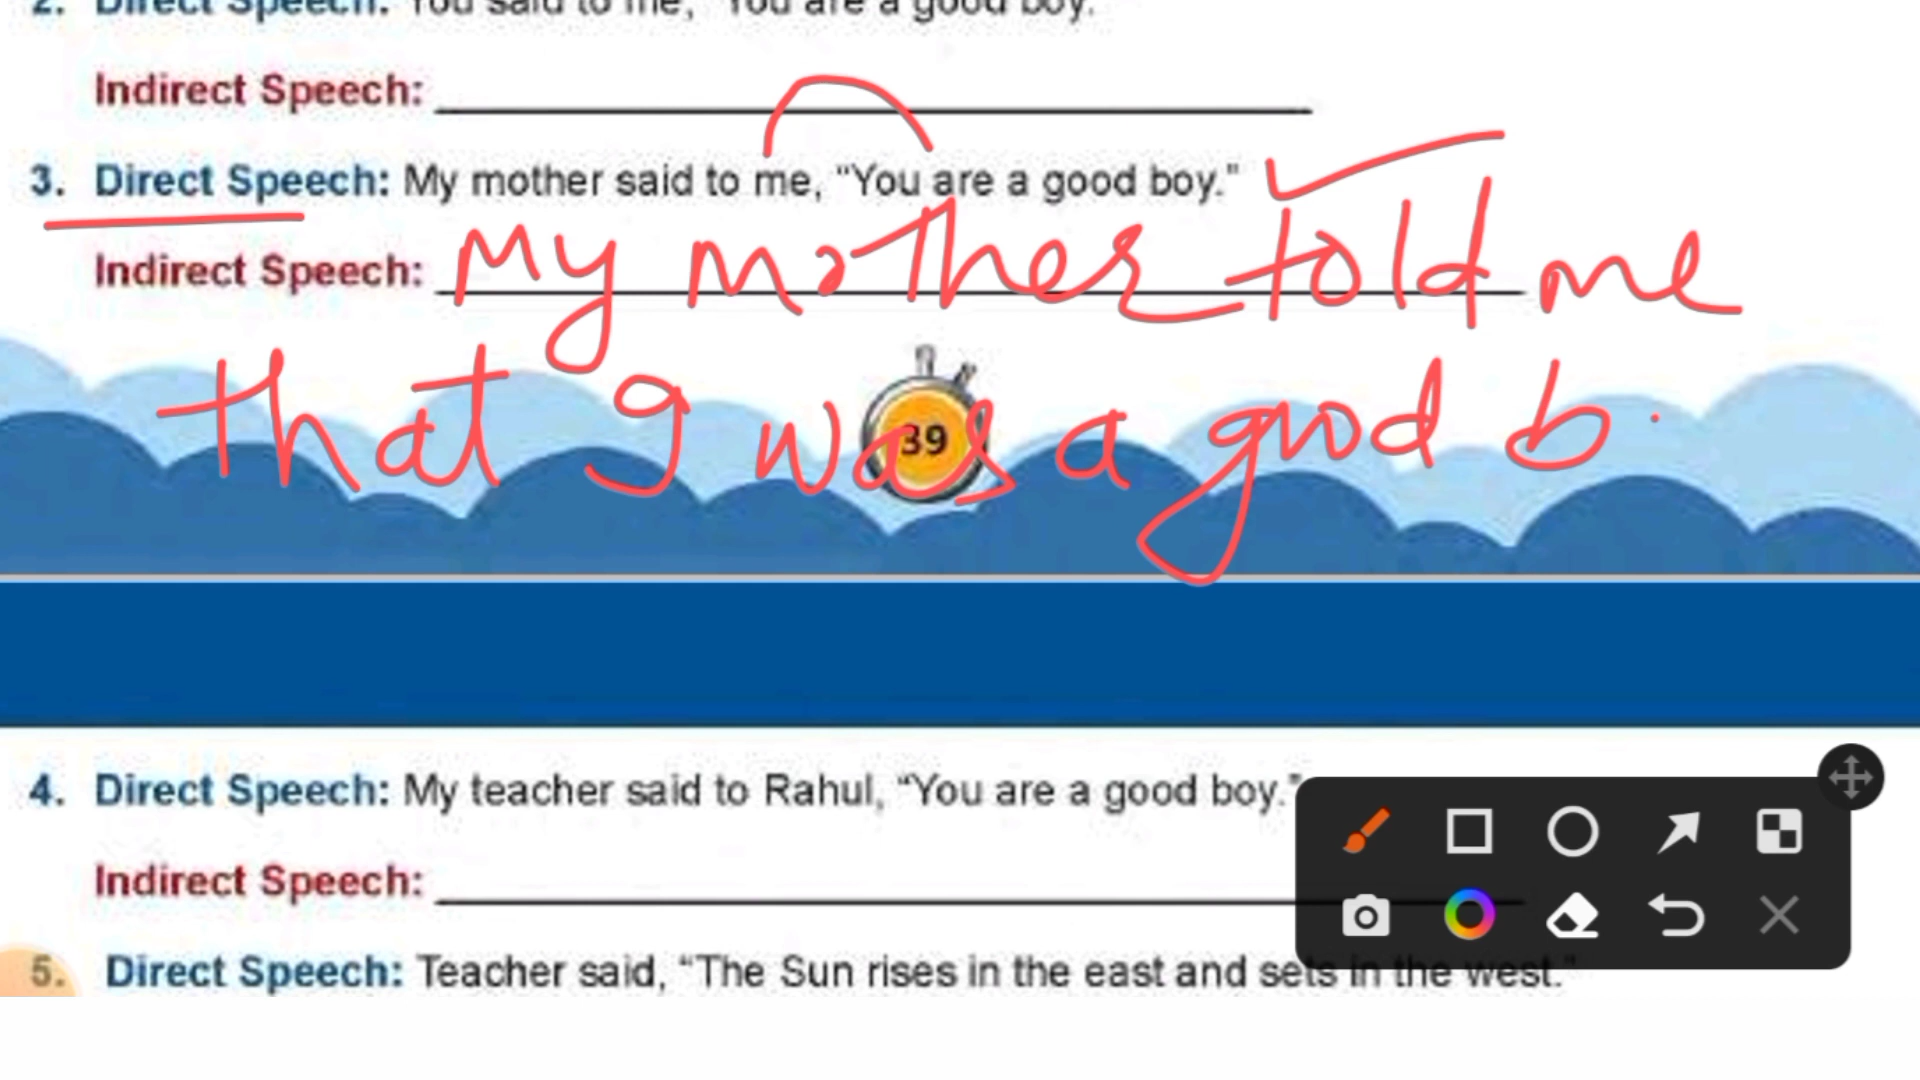 2. Direct Speech: You said to me, "You are a good boy."
Indirect Speech:
3. Direct Speech: My mother said to me, “You are a good boy.”
Indirect Speech: My mother told me
that I was a good b.
39
4. Direct Speech: My teacher said to Rahul, “You are a good boy.”
Indirect Speech:
5. Direct Speech: Teacher said, “The Sun rises in the east and sets in the west.”